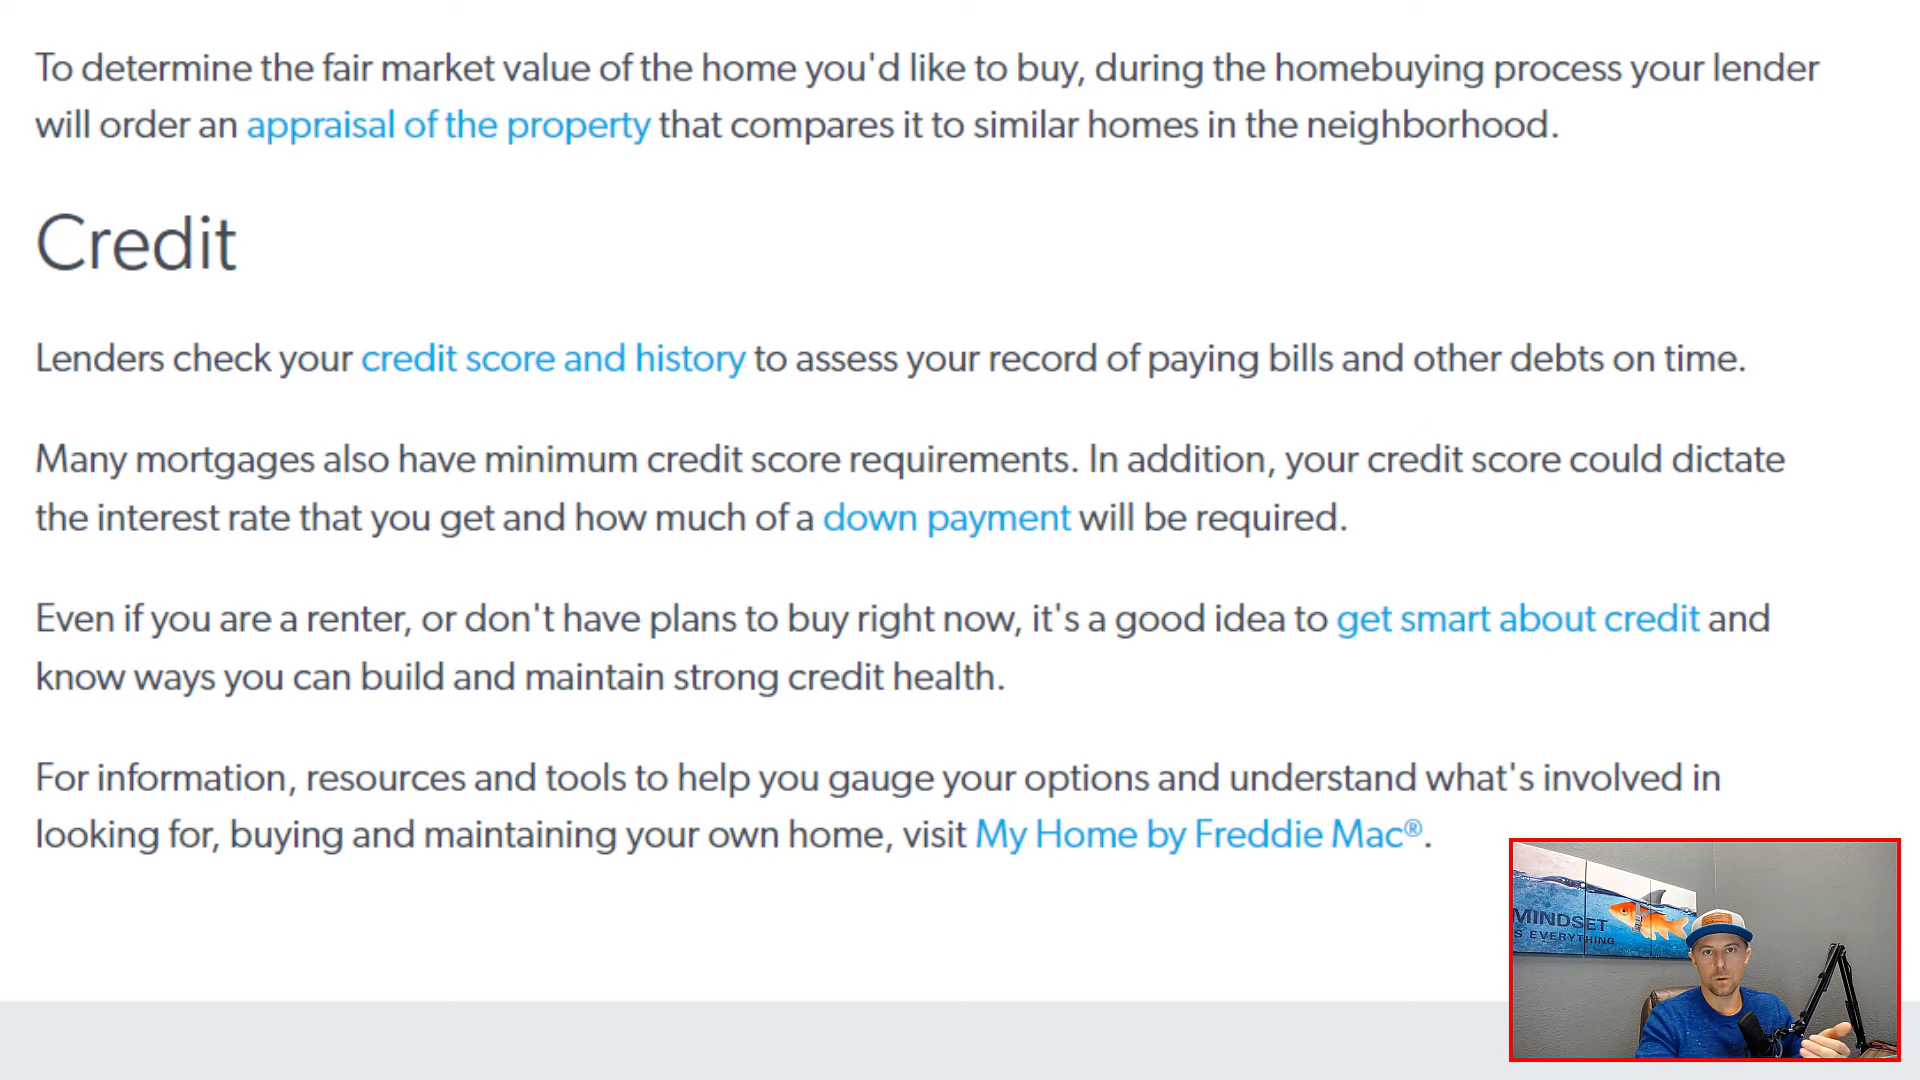 To determine the fair market value of the home you'd like to buy, during the homebuying process your lender
will order an appraisal of the property that compares it to similar homes in the neighborhood.
Credit
Lenders check your credit score and history to assess your record of paying bills and other debts on time.
Many mortgages also have minimum credit score requirements. In addition, your credit score could dictate
the interest rate that you get and how much of a down payment will be required.
Even if you are a renter, or don't have plans to buy right now, it's a good idea to get smart about credit and
know ways you can build and maintain strong credit health.
For information, resources and tools to help you gauge your options and understand what's involved in
looking for, buying and maintaining your own home, visit My Home by Freddie Mac®.
MINDSET
S EVERYTHING